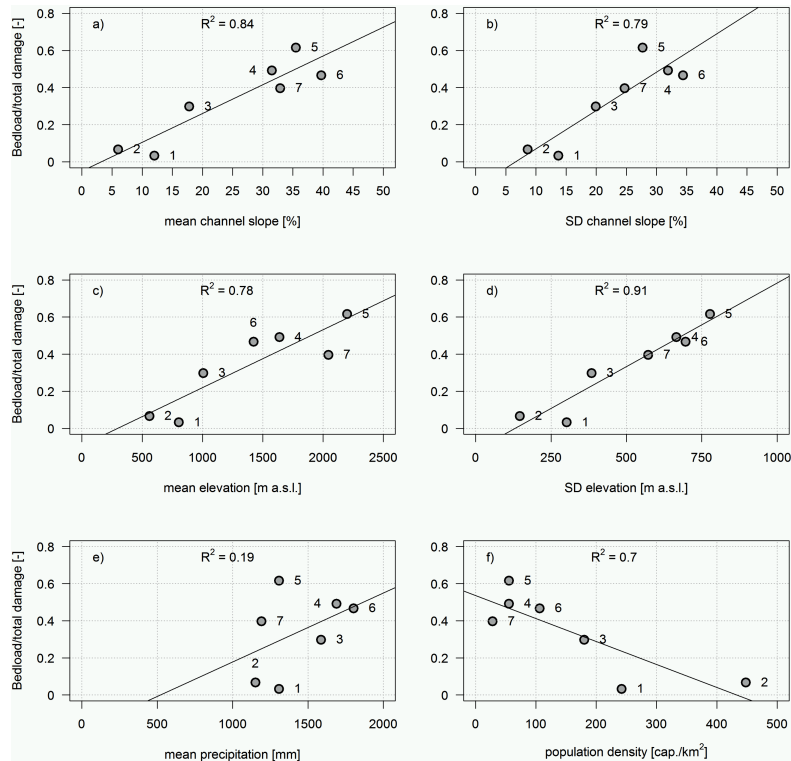 a)
R² = 0.84
Bedload/total damage [-]
0.8
0.6
0.4
0.2
0
1
2
3
4
5
6
7
0 5 10 15 20 25 30 35 40 45 50
mean channel slope [%]
b)
R² = 0.79
0.8
0.6
0.4
0.2
0
1
2
3
4
5
6
7
0 5 10 15 20 25 30 35 40 45 50
SD channel slope [%]
c)
R² = 0.78
Bedload/total damage [-]
0.8
0.6
0.4
0.2
0
1
2
3
4
5
6
7
0 500 1000 1500 2000 2500
mean elevation [m a.s.l.]
d)
R² = 0.91
0.8
0.6
0.4
0.2
0
1
2
3
4
5
6
7
0 250 500 750 1000
SD elevation [m a.s.l.]
e)
R² = 0.19
Bedload/total damage [-]
0.8
0.6
0.4
0.2
0
1
2
3
4
5
6
7
0 500 1000 1500 2000
mean precipitation [mm]
f)
R² = 0.7
0.8
0.6
0.4
0.2
0
1
2
3
4
5
6
7
0 100 200 300 400 500
population density [cap./km²]